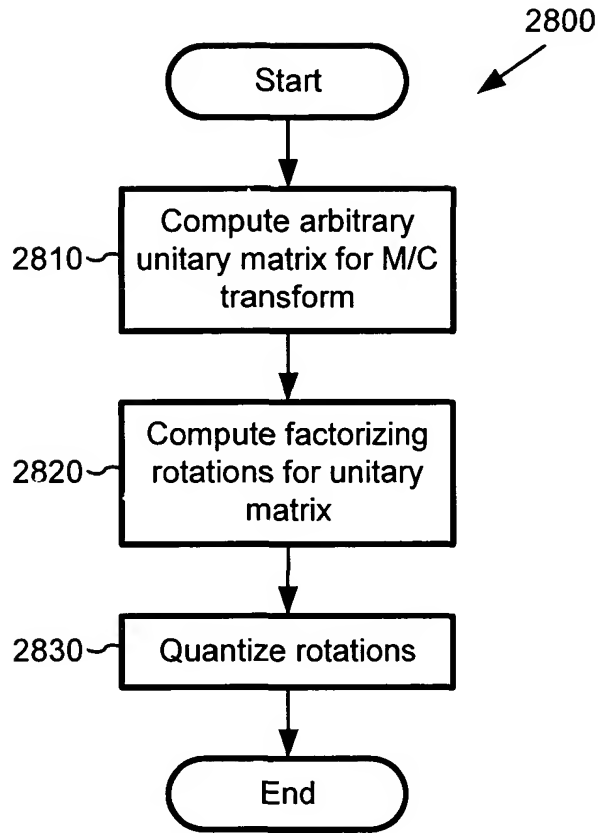 2800
Start
2810
Compute arbitrary
unitary matrix for M/C
transform
2820
Compute factorizing
rotations for unitary
matrix
2830
Quantize rotations
End